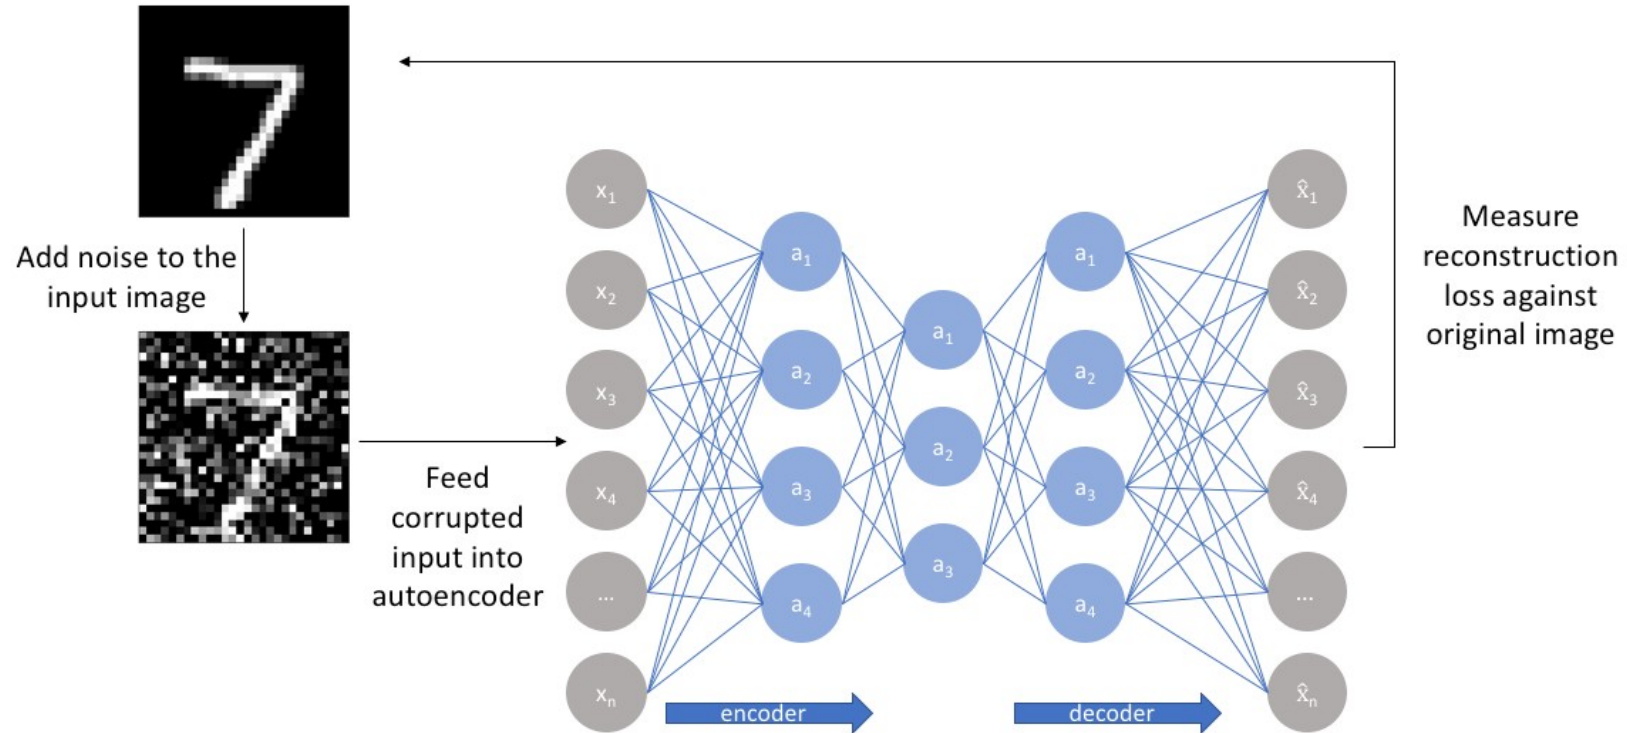 Add noise to the
input image
Feed
corrupted
input into
autoencoder
x₁
x₂
x₃
x₄
...
xₙ
a₁
a₂
a₃
a₄
a₁
a₂
a₃
a₁
a₂
a₃
a₄
x̂₁
x̂₂
x̂₃
x̂₄
...
x̂ₙ
encoder
decoder
Measure
reconstruction
loss against
original image